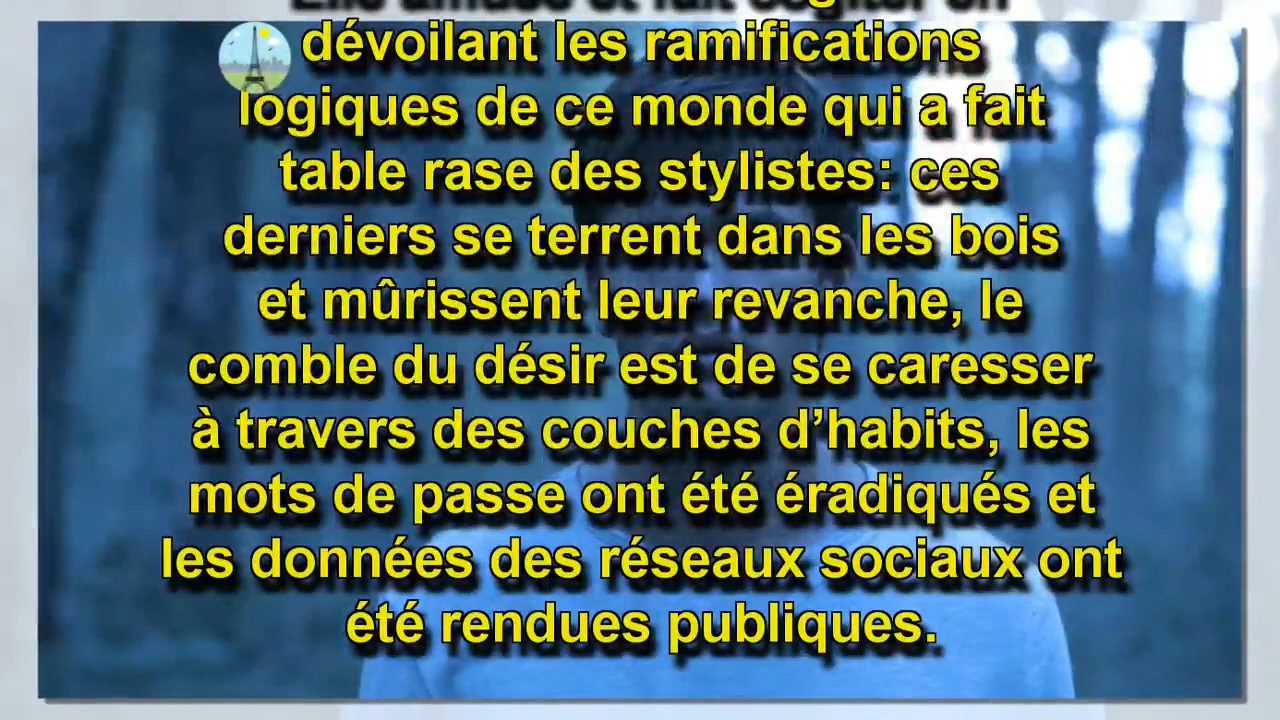 dévoilant les ramifications
logiques de ce monde qui a fait
table rase des stylistes: ces
derniers se terrent dans les bois
et mûrissent leur revanche, le
comble du désir est de se caresser
à travers des couches d’habits, les
mots de passe ont été éradiqués et
les données des réseaux sociaux ont
été rendues publiques.